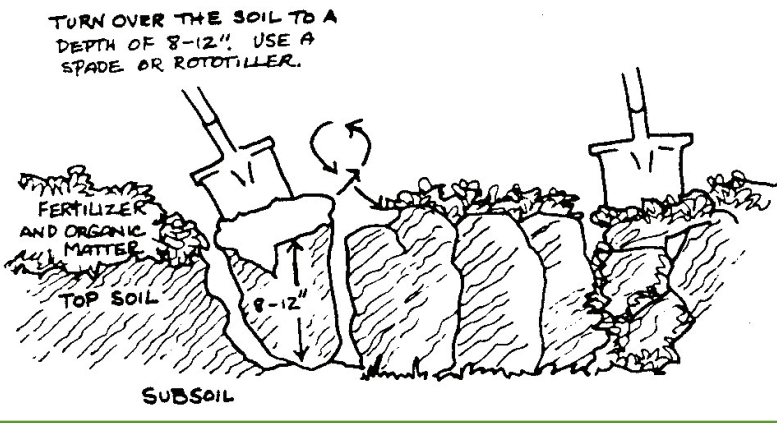 TURN OVER THE SOIL TO A
DEPTH OF 8-12". USE A
SPADE OR ROTOTILLER.
FERTILIZER
AND ORGANIC
MATTER
TOP SOIL
8-12"
SUBSOIL